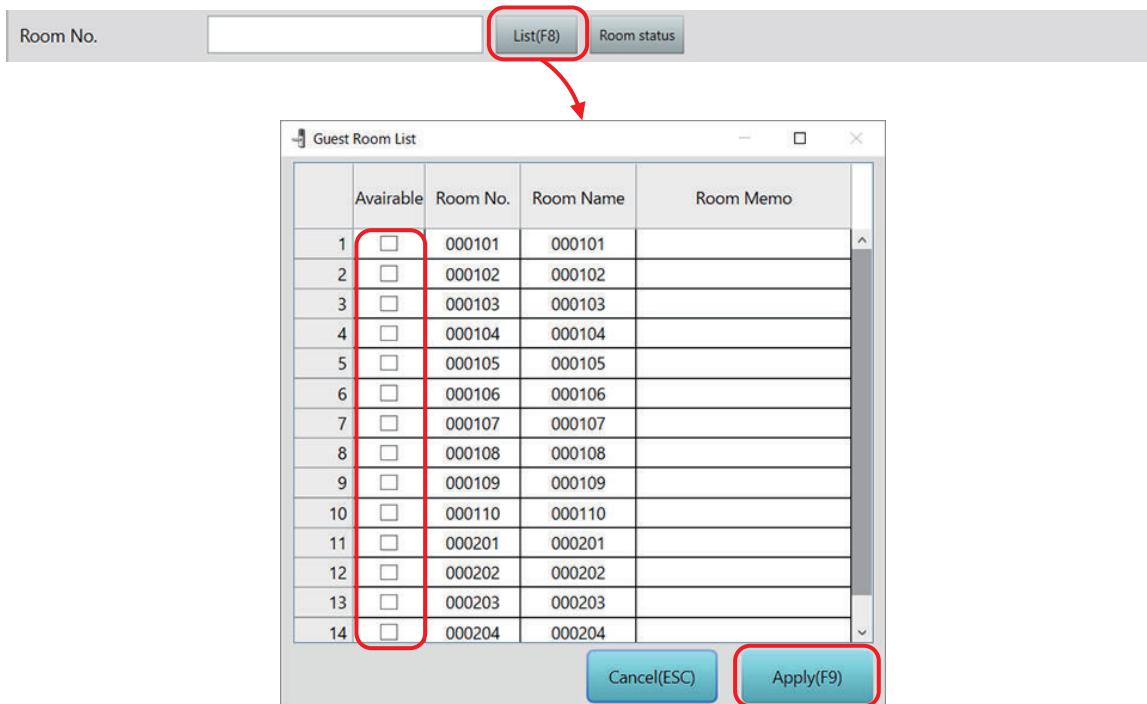 Room No. List(F8) Room status
Guest Room List
Avairable Room No. Room Name Room Memo
1 000101 000101
2 000102 000102
3 000103 000103
4 000104 000104
5 000105 000105
6 000106 000106
7 000107 000107
8 000108 000108
9 000109 000109
10 000110 000110
11 000201 000201
12 000202 000202
13 000203 000203
14 000204 000204
Cancel(ESC) Apply(F9)